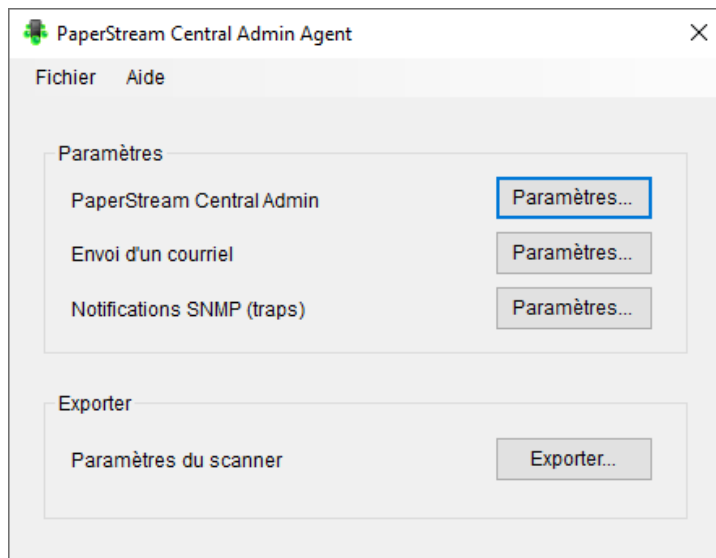 PaperStream Central Admin Agent
Fichier Aide
Paramètres
PaperStream Central Admin Paramètres...
Envoi d'un courriel Paramètres...
Notifications SNMP (traps) Paramètres...
Exporter
Paramètres du scanner Exporter...